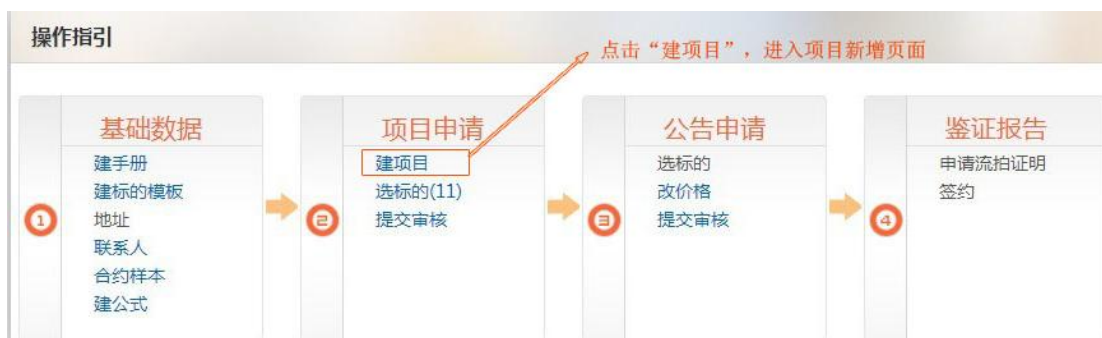 操作指引
点击“建项目”，进入项目新增页面
1
基础数据
建手册
建标的模板
地址
联系人
合约样本
建公式
2
项目申请
建项目
选标的(11)
提交审核
3
公告申请
选标的
改价格
提交审核
4
鉴证报告
申请流拍证明
签约